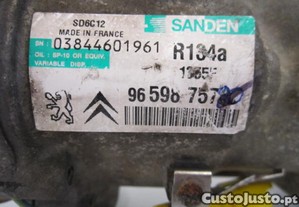 SD6C12
MADE IN FRANCE
SANDEN
SN: 03844601961
R134a
OIL: SP-10 OR EQUIV.
VARIABLE DISP.
96 598 757
CustoJusto.pt